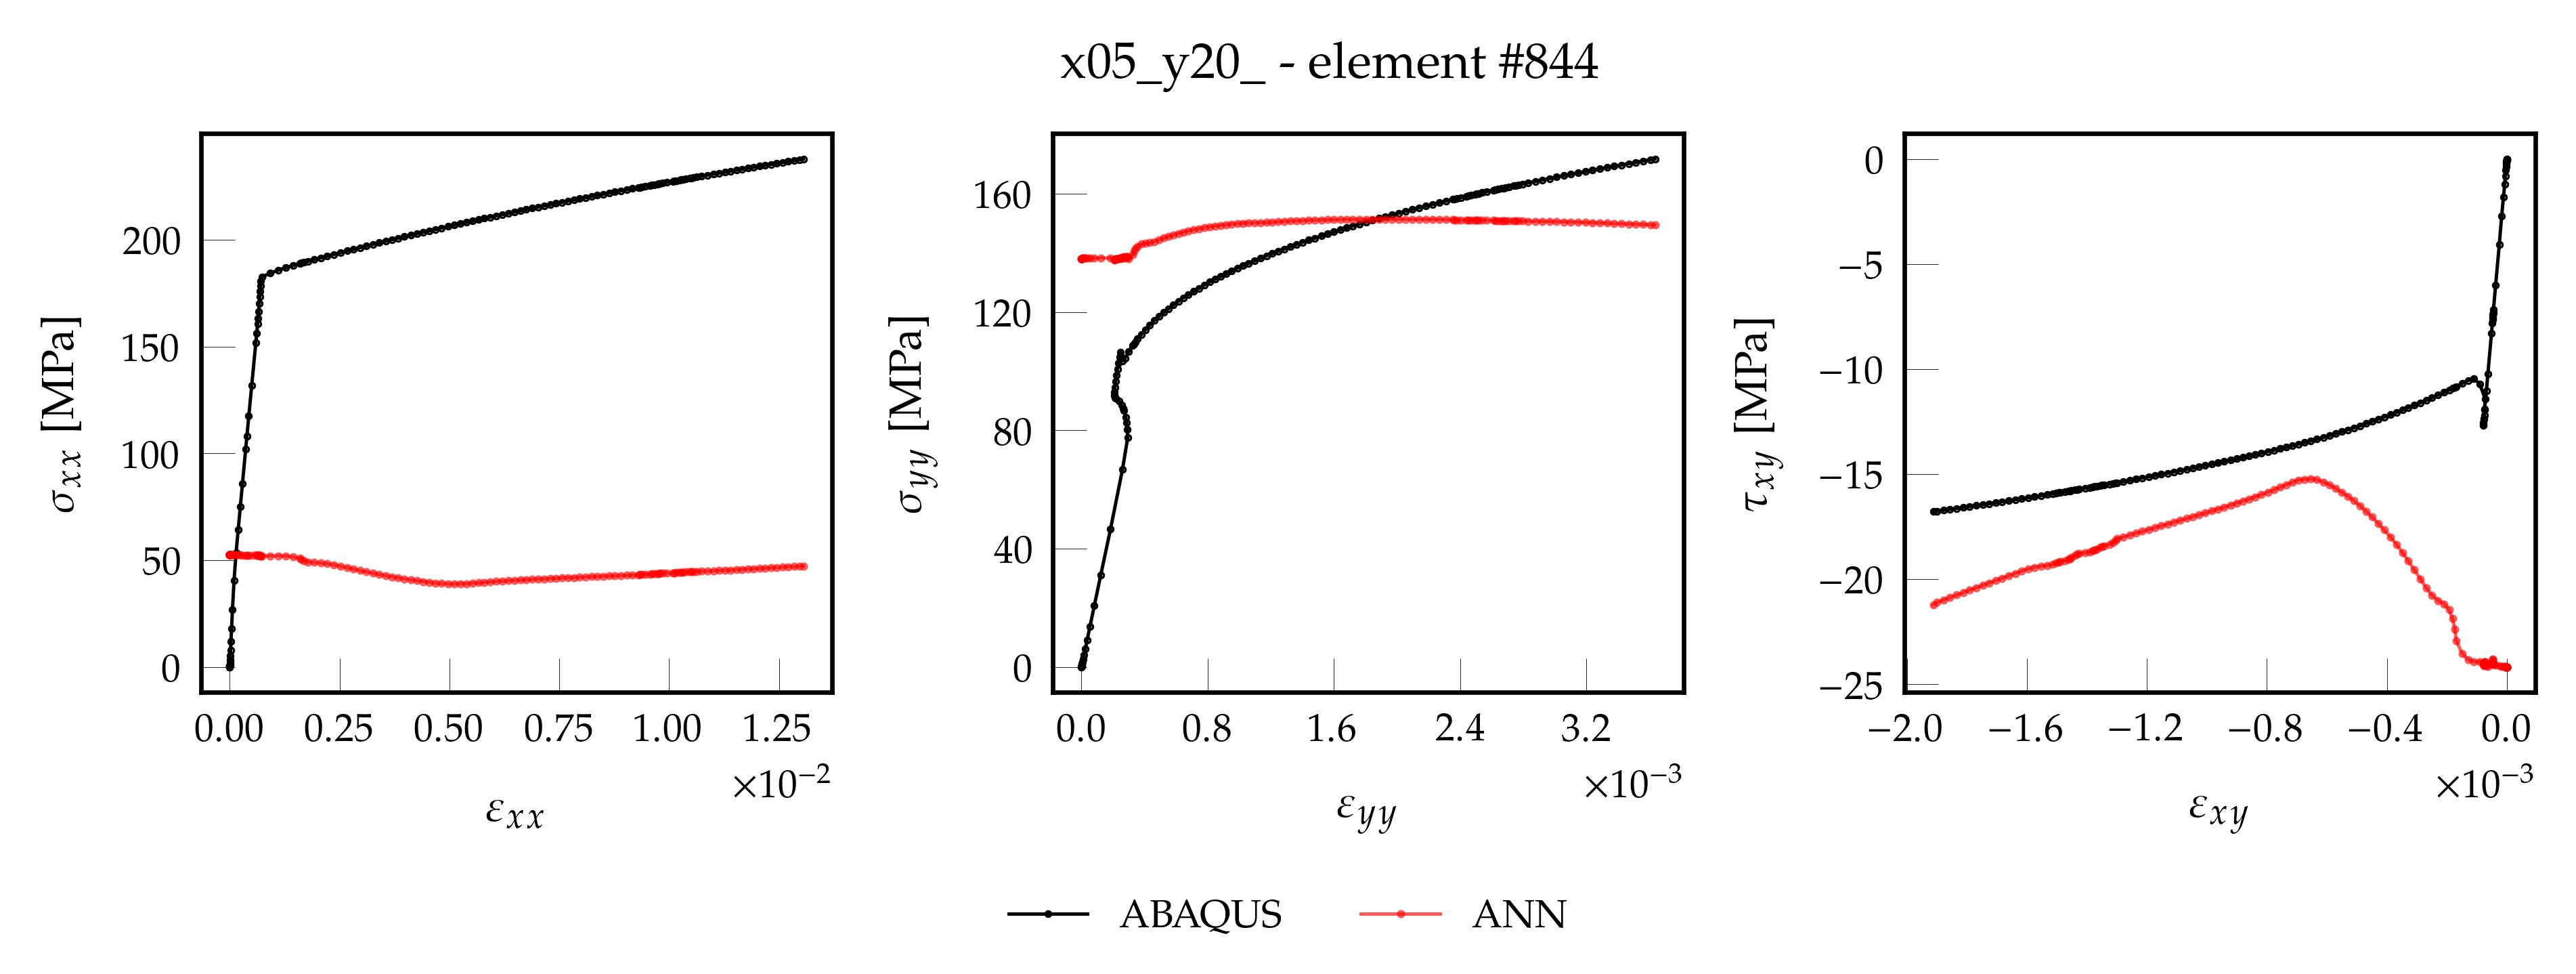 x05_y20_ - element #844
σxx [MPa]
200
150
100
50
0
0.00 0.25 0.50 0.75 1.00 1.25
×10−2
εxx
σyy [MPa]
160
120
80
40
0
0.0 0.8 1.6 2.4 3.2
×10−3
εyy
τxy [MPa]
0
−5
−10
−15
−20
−25
−2.0 −1.6 −1.2 −0.8 −0.4 0.0
×10−3
εxy
ABAQUS ANN